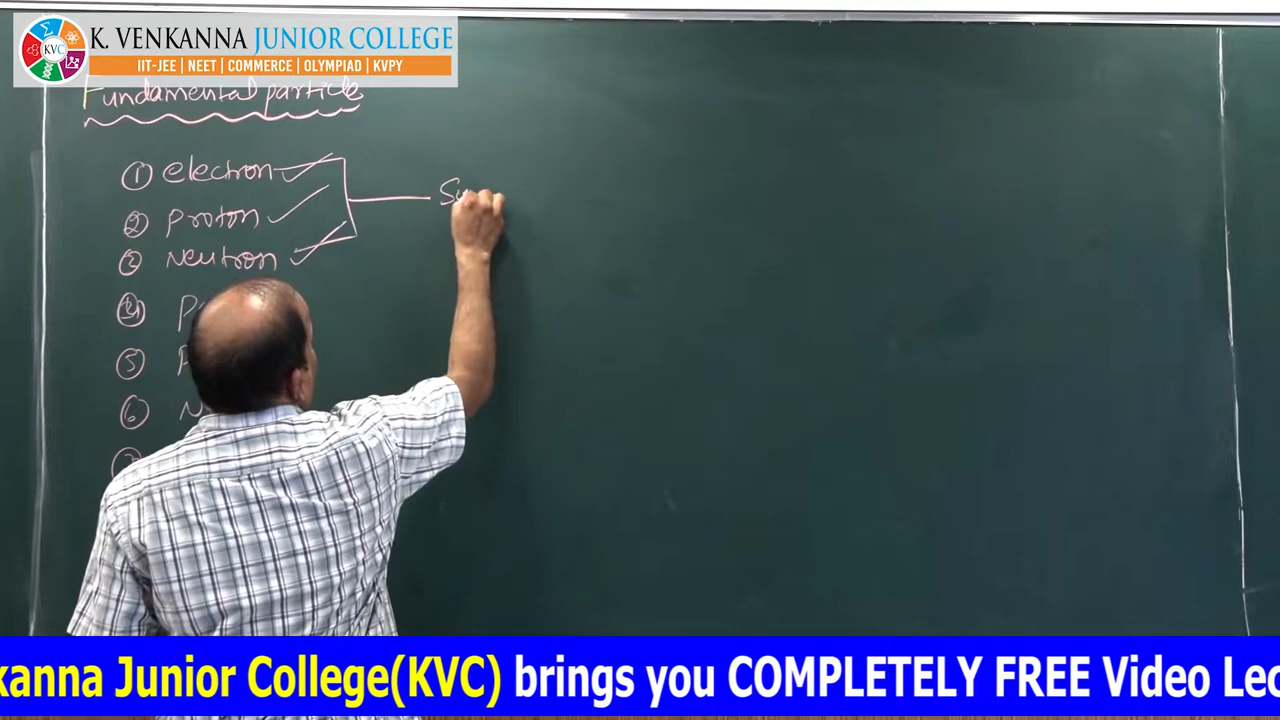 KVC
K. VENKANNA JUNIOR COLLEGE
IIT-JEE | NEET | COMMERCE | OLYMPIAD | KVPY
Fundamental particle
① electron
② proton
③ Neutron
④
⑤
⑥
kanna Junior College(KVC) brings you COMPLETELY FREE Video Lec